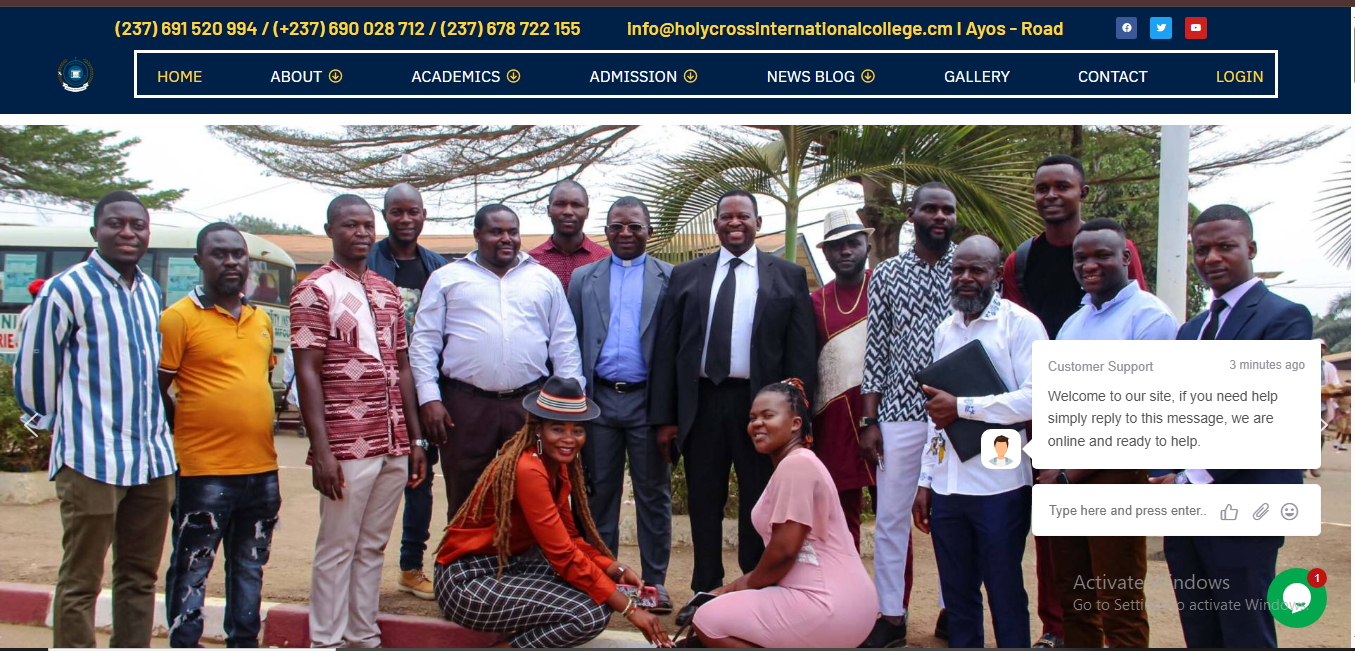 (237) 691 520 994 / (+237) 690 028 712 / (237) 678 722 155
Info@holycrossinternationalcollege.cm I Ayos - Road
HOME
ABOUT
ACADEMICS
ADMISSION
NEWS BLOG
GALLERY
CONTACT
LOGIN
Customer Support
3 minutes ago
Welcome to our site, if you need help
simply reply to this message, we are
online and ready to help.
Type here and press enter..
Activate Windows
Go to Settings to activate Windows.
1